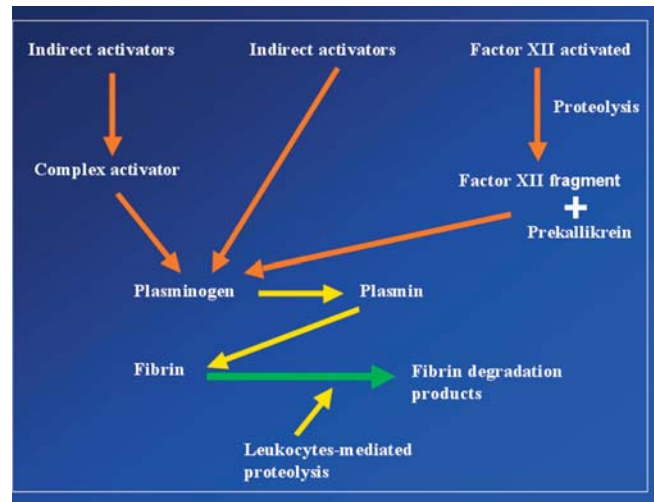 Indirect activators
Indirect activators
Factor XII activated
Proteolysis
Complex activator
Factor XII fragment
+
Prekallikrein
Plasminogen
Plasmin
Fibrin
Fibrin degradation
products
Leukocytes-mediated
proteolysis